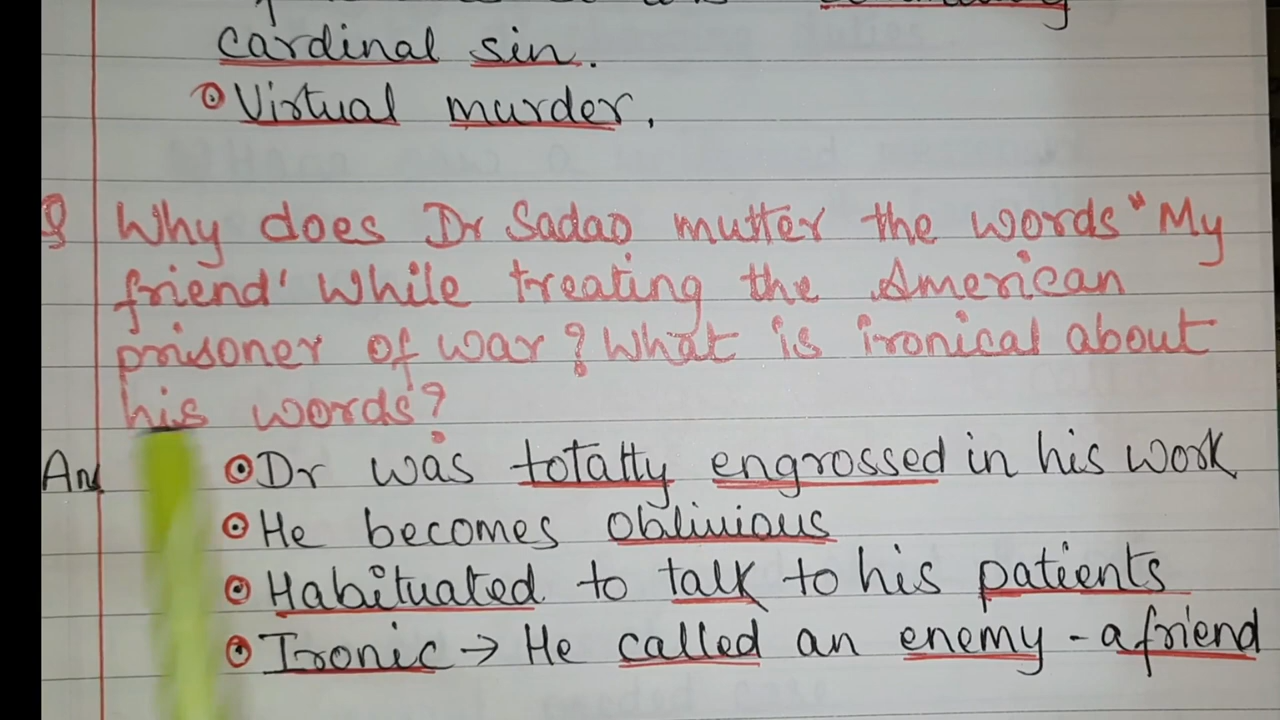 cardinal sin.
Virtual murder.
Q Why does Dr Sadao mutter the words "My
friend' while treating the American
prisoner of war? What is ironical about
his words?
Ans Dr was totally engrossed in his work
He becomes oblivious
Habituated to talk to his patients
Ironic → He called an enemy - a friend